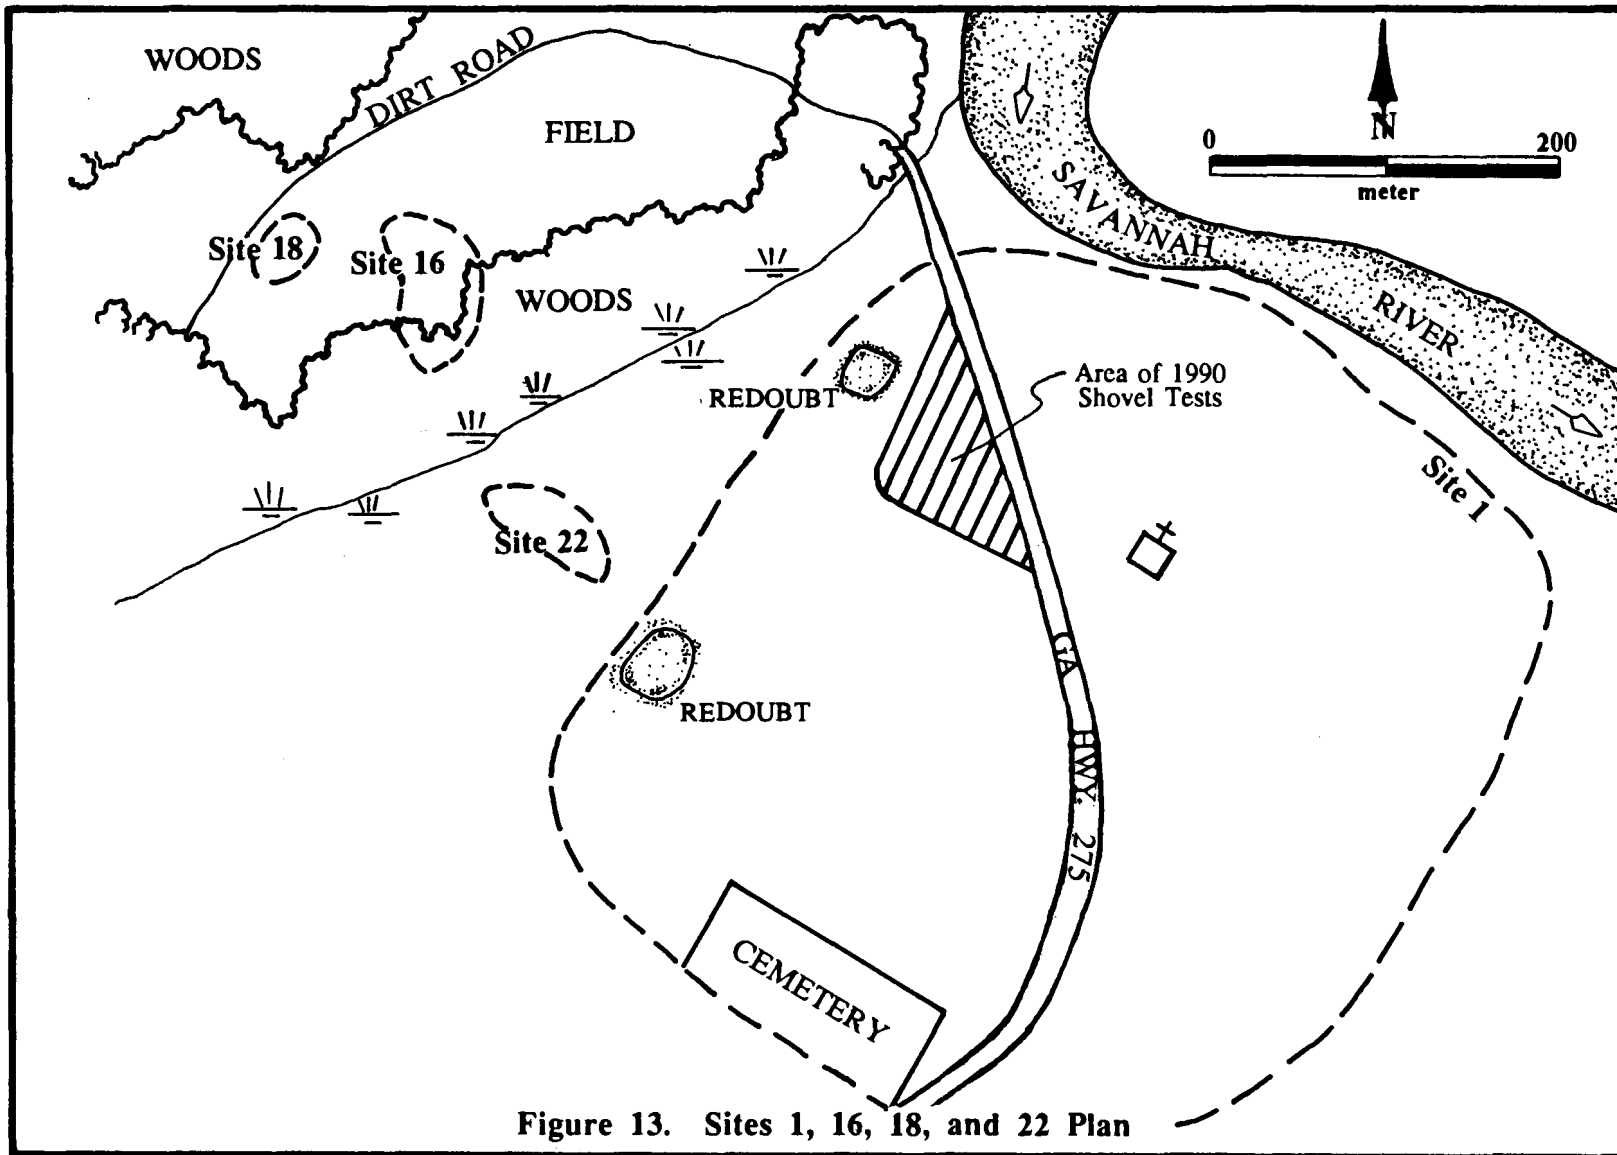 WOODS
DIRT ROAD
FIELD
N
0 200
meter
SAVANNAH
RIVER
Site 18
Site 16
WOODS
REDOUBT
Area of 1990
Shovel Tests
Site 1
Site 22
REDOUBT
GA HWY. 275
CEMETERY
Figure 13. Sites 1, 16, 18, and 22 Plan